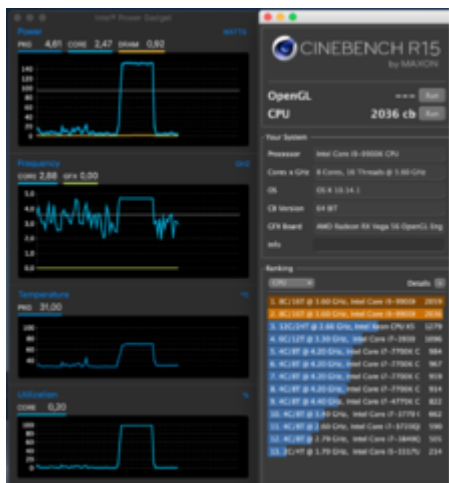 Intel® Power Gadget
Power WATTS
PKG 4,61 CORE 2,47 DRAM 0,92
140
120
100
80
60
40
20
0
Frequency GHZ
CORE 2,88 GFX 0,00
5.0
4.0
3.0
2.0
1.0
0.0
Temperature °C
PKG 31,00
100
80
60
40
Utilization %
CORE 0,20
100
80
60
40
20
0
CINEBENCH R15
by MAXON
OpenGL --- Run
CPU 2036 cb Run
Your System
Processor Intel Core i9-9900K CPU
Cores x GHz 8 Cores, 16 Threads @ 3.60 GHz
OS OS X 10.14.1
CB Version 64 BIT
GFX Board AMD Radeon RX Vega 56 OpenGL Eng
Info
Ranking
CPU Details
1. 8C/16T @ 3.60 GHz, Intel Core i9-9900K 2059
2. 8C/16T @ 3.60 GHz, Intel Core i9-9900K 2036
3. 12C/24T @ 2.66 GHz, Intel Xeon CPU X5 1279
4. 6C/12T @ 3.30 GHz, Intel Core i7-3930 1096
5. 4C/8T @ 4.20 GHz, Intel Core i7-7700K C 984
6. 4C/8T @ 4.20 GHz, Intel Core i7-7700K C 967
7. 4C/8T @ 4.20 GHz, Intel Core i7-7700K C 959
8. 4C/8T @ 4.20 GHz, Intel Core i7-7700K C 914
9. 4C/8T @ 4.40 GHz, Intel Core i7-4770K C 822
10. 4C/8T @ 3.40 GHz, Intel Core i7-3770 662
11. 4C/8T @ 2.60 GHz, Intel Core i7-3720Q 590
12. 4C/8T @ 2.79 GHz, Intel Core i7-3840Q 505
13. 2C/4T @ 1.70 GHz, Intel Core i5-3317U 214